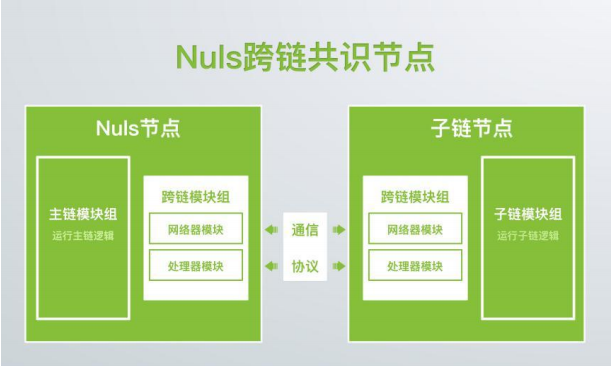 Nuls跨链共识节点
Nuls节点
主链模块组
运行主链逻辑
跨链模块组
网络器模块
处理器模块
通信
协议
子链节点
跨链模块组
网络器模块
处理器模块
子链模块组
运行子链逻辑